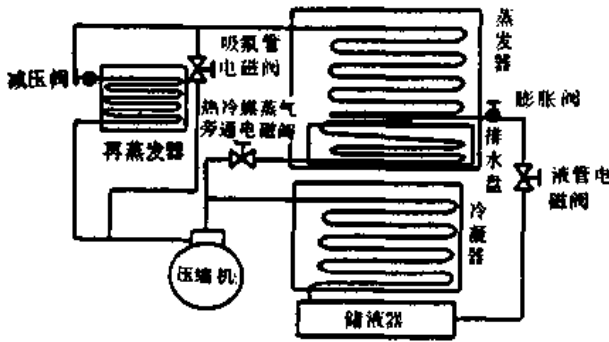 吸氣管
电磁阀
减压阀
再蒸发器
热冷媒蒸气
旁通电磁阀
蒸发器
膨胀阀
排水盘
液管电
磁阀
冷凝器
压缩机
储液器